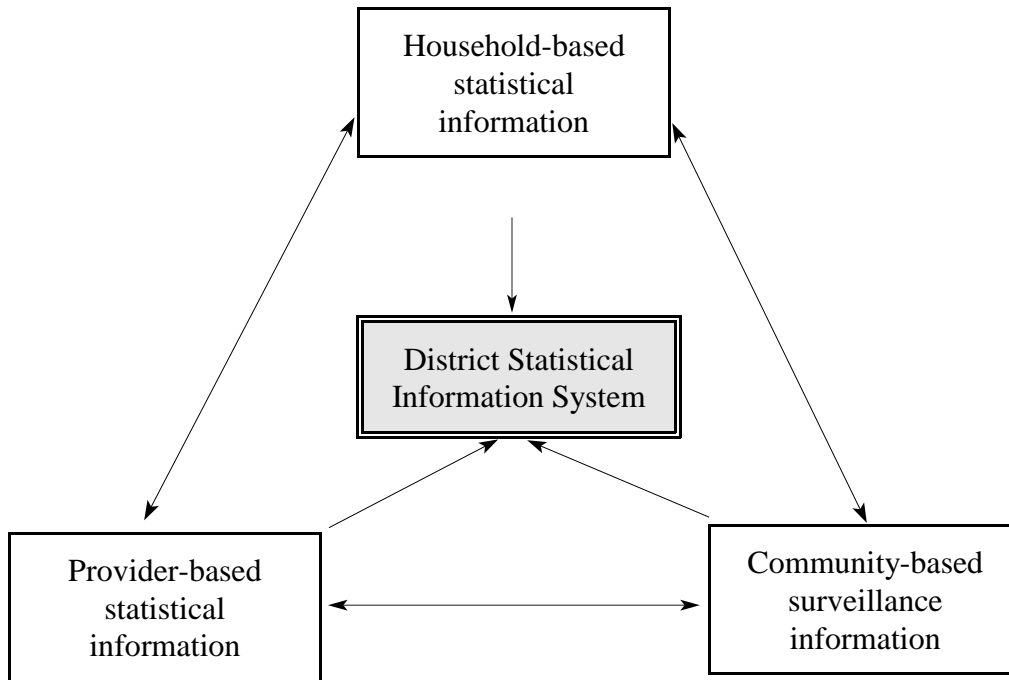 Household-based
statistical
information
District Statistical
Information System
Provider-based
statistical
information
Community-based
surveillance
information